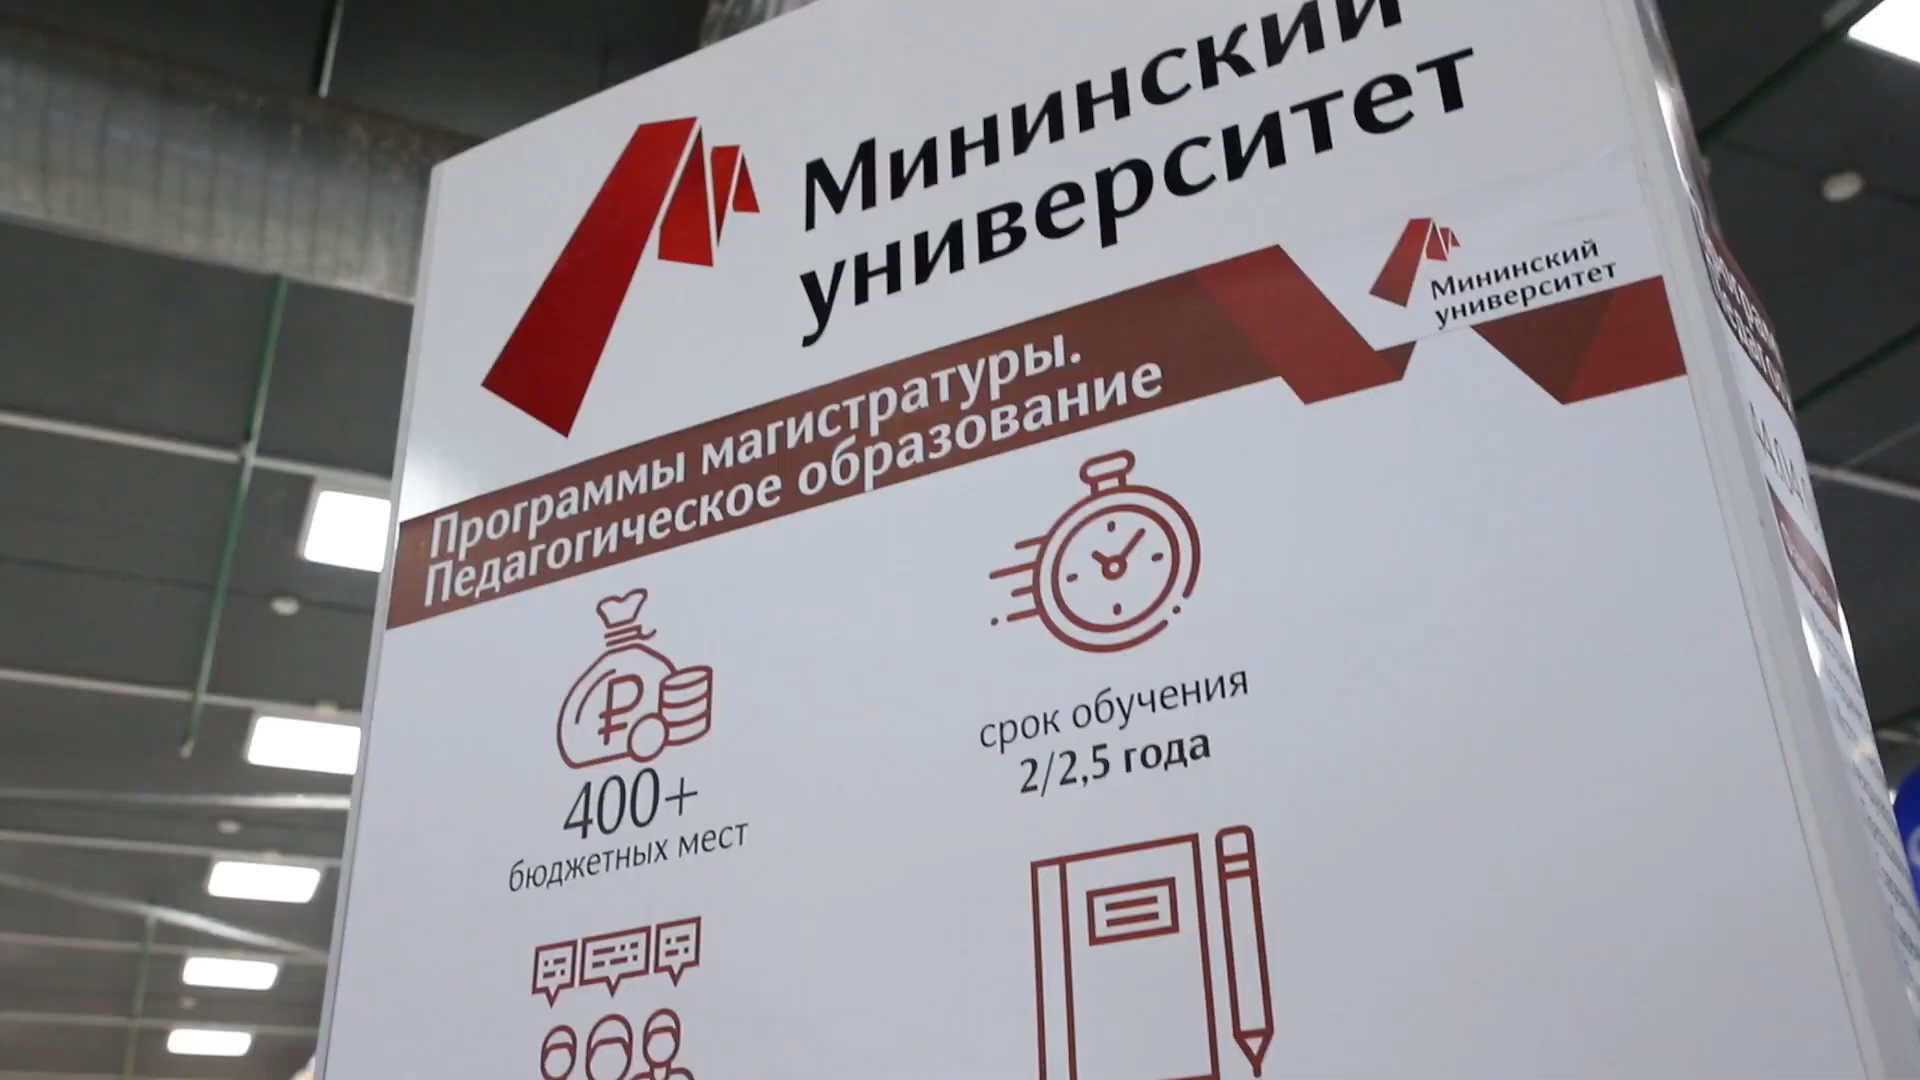 Мининский
университет
Мининский
университет
Программы магистратуры.
Педагогическое образование
срок обучения
2/2,5 года
400+
бюджетных мест